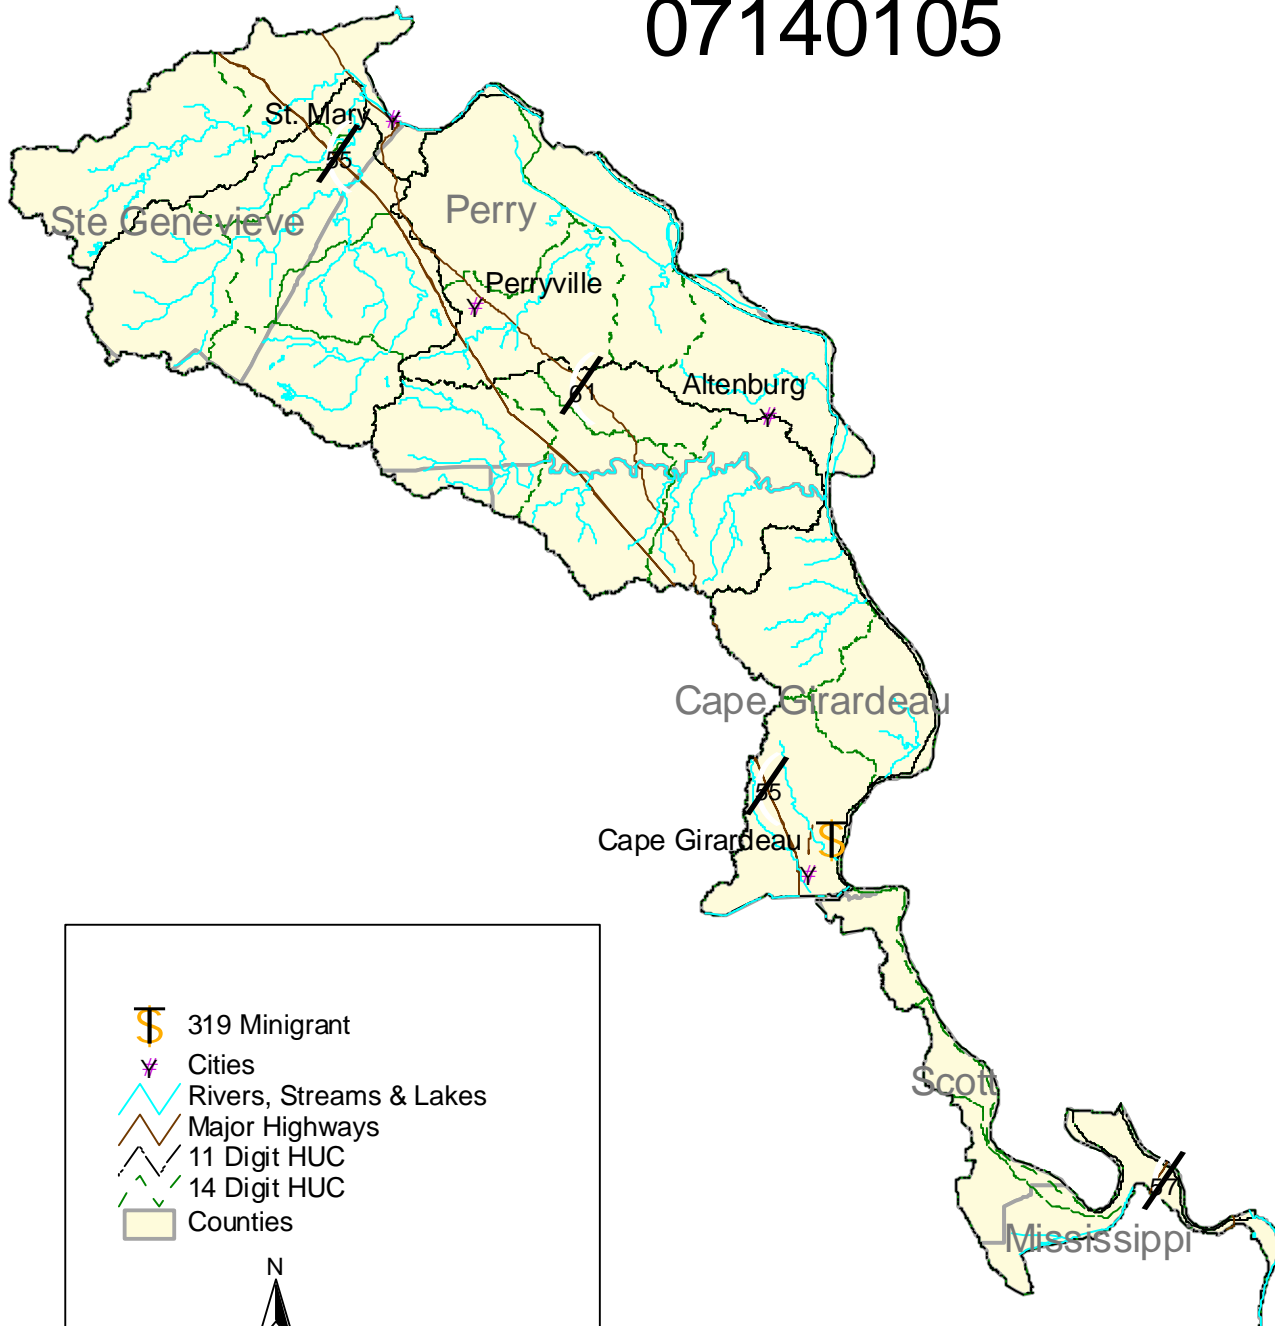 07140105
St. Mary
55
Ste Genevieve
Perry
Perryville
61
Altenburg
Cape Girardeau
55
Cape Girardeau
319 Minigrant
Cities
Rivers, Streams & Lakes
Major Highways
11 Digit HUC
14 Digit HUC
Counties
N
Scott
57
Mississippi